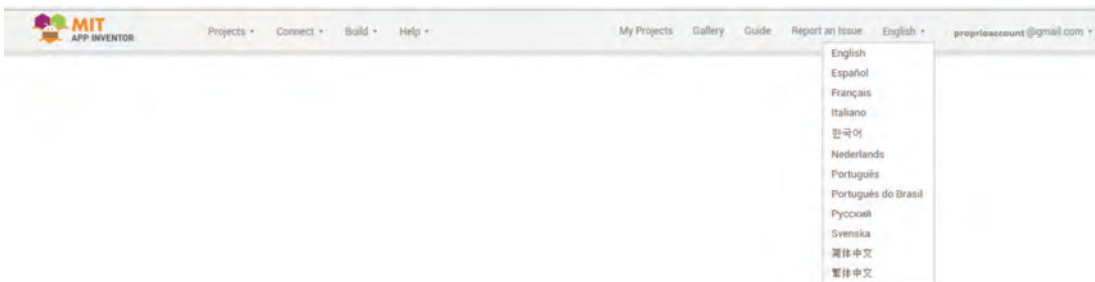 MIT
APP INVENTOR
Projects Connect Build Help My Projects Gallery Guide Report an Issue English proprioaccount @gmail.com
English
Español
Français
Italiano
한국어
Nederlands
Português
Português do Brasil
Русский
Svenska
简体中文
繁体中文